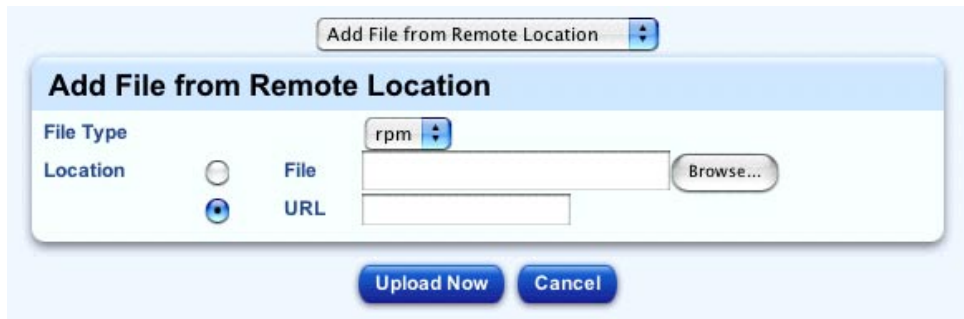 Add File from Remote Location
Add File from Remote Location
File Type rpm
Location File Browse...
URL
Upload Now Cancel